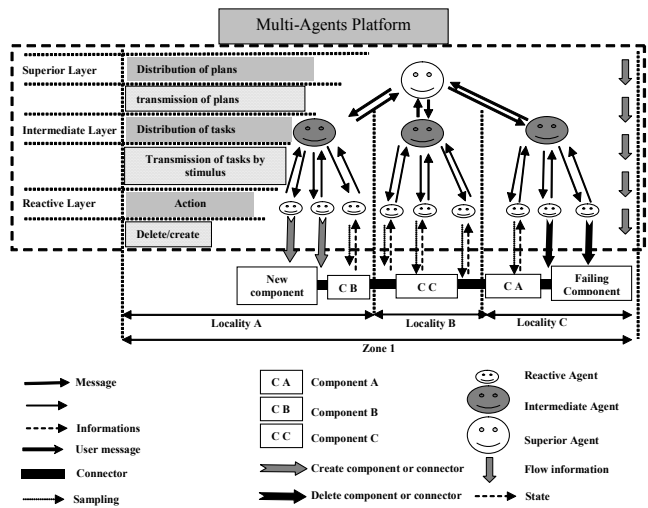 Multi-Agents Platform
Superior Layer
Distribution of plans
transmission of plans
Intermediate Layer
Distribution of tasks
Transmission of tasks by
stimulus
Reactive Layer
Action
Delete/create
New
component
C B
C C
C A
Failing
Component
Locality A
Locality B
Locality C
Zone 1
Message
Informations
User message
Connector
Sampling
C A
Component A
C B
Component B
C C
Component C
Create component or connector
Delete component or connector
Reactive Agent
Intermediate Agent
Superior Agent
Flow information
State